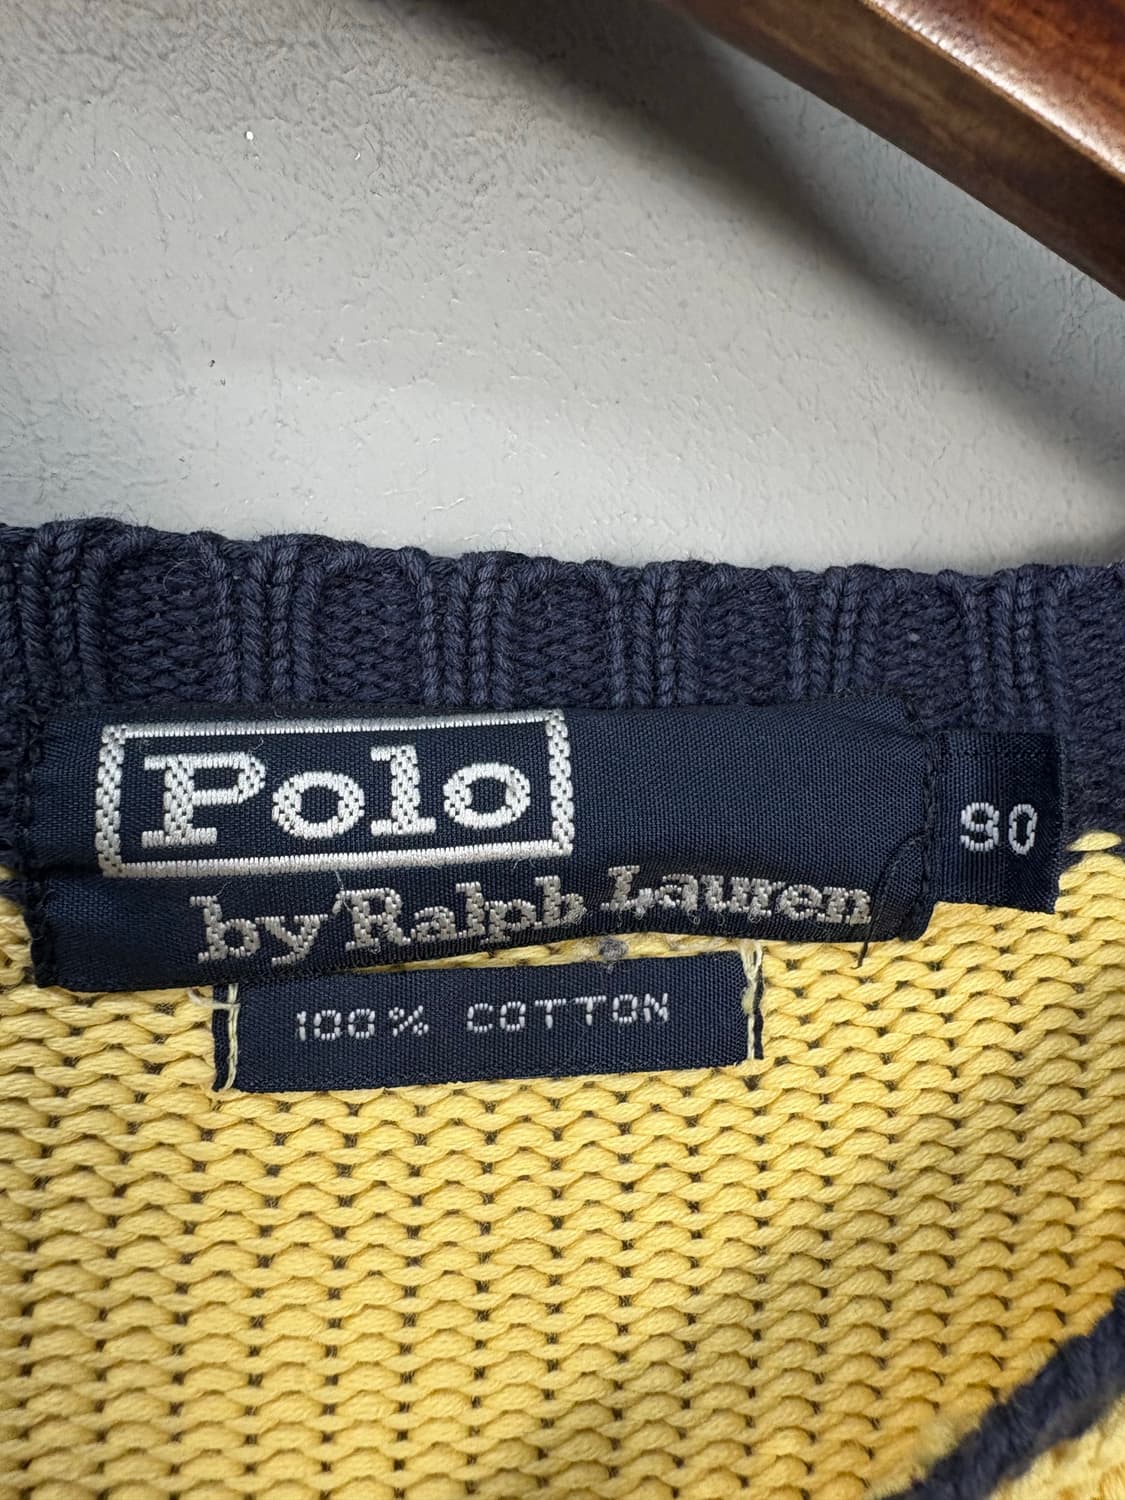 Polo
by Ralph Lauren
90
100% COTTON